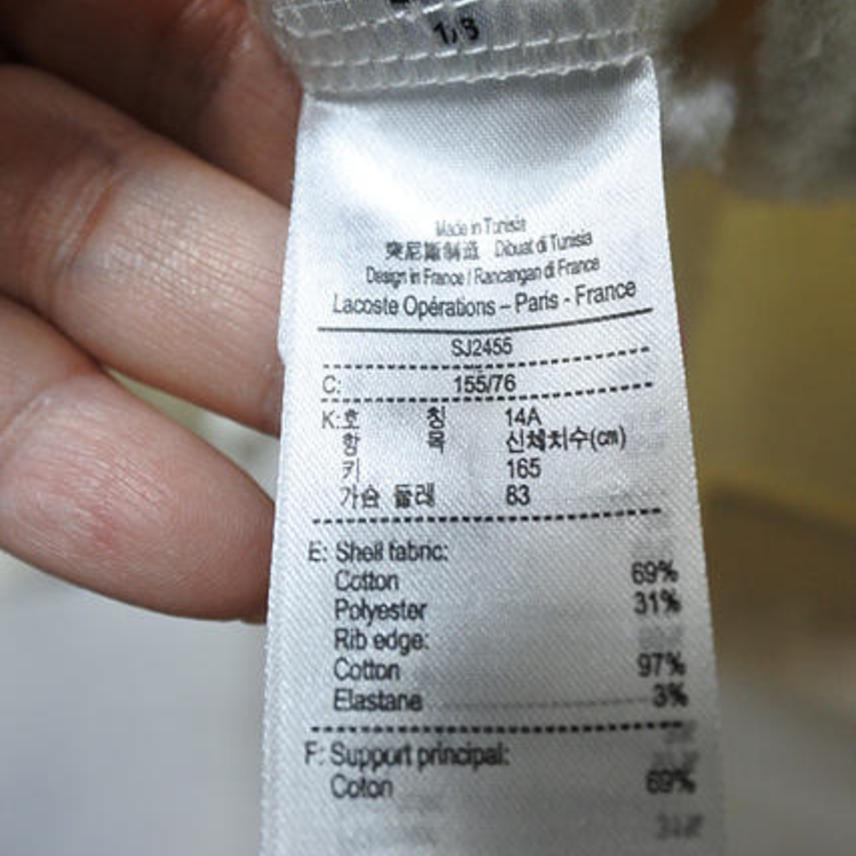 1/8
Made in Tunisia
突尼斯制造 Dibuat di Tunisia
Design in France / Rancangan di France
Lacoste Opérations – Paris - France
SJ2455
C: 155/76
K: 호 칭 14A
항 목 신체치수(cm)
키 165
가슴 둘레 83
E: Shell fabric:
Cotton 69%
Polyester 31%
Rib edge:
Cotton 97%
Elastane 3%
F: Support principal:
Coton 69%